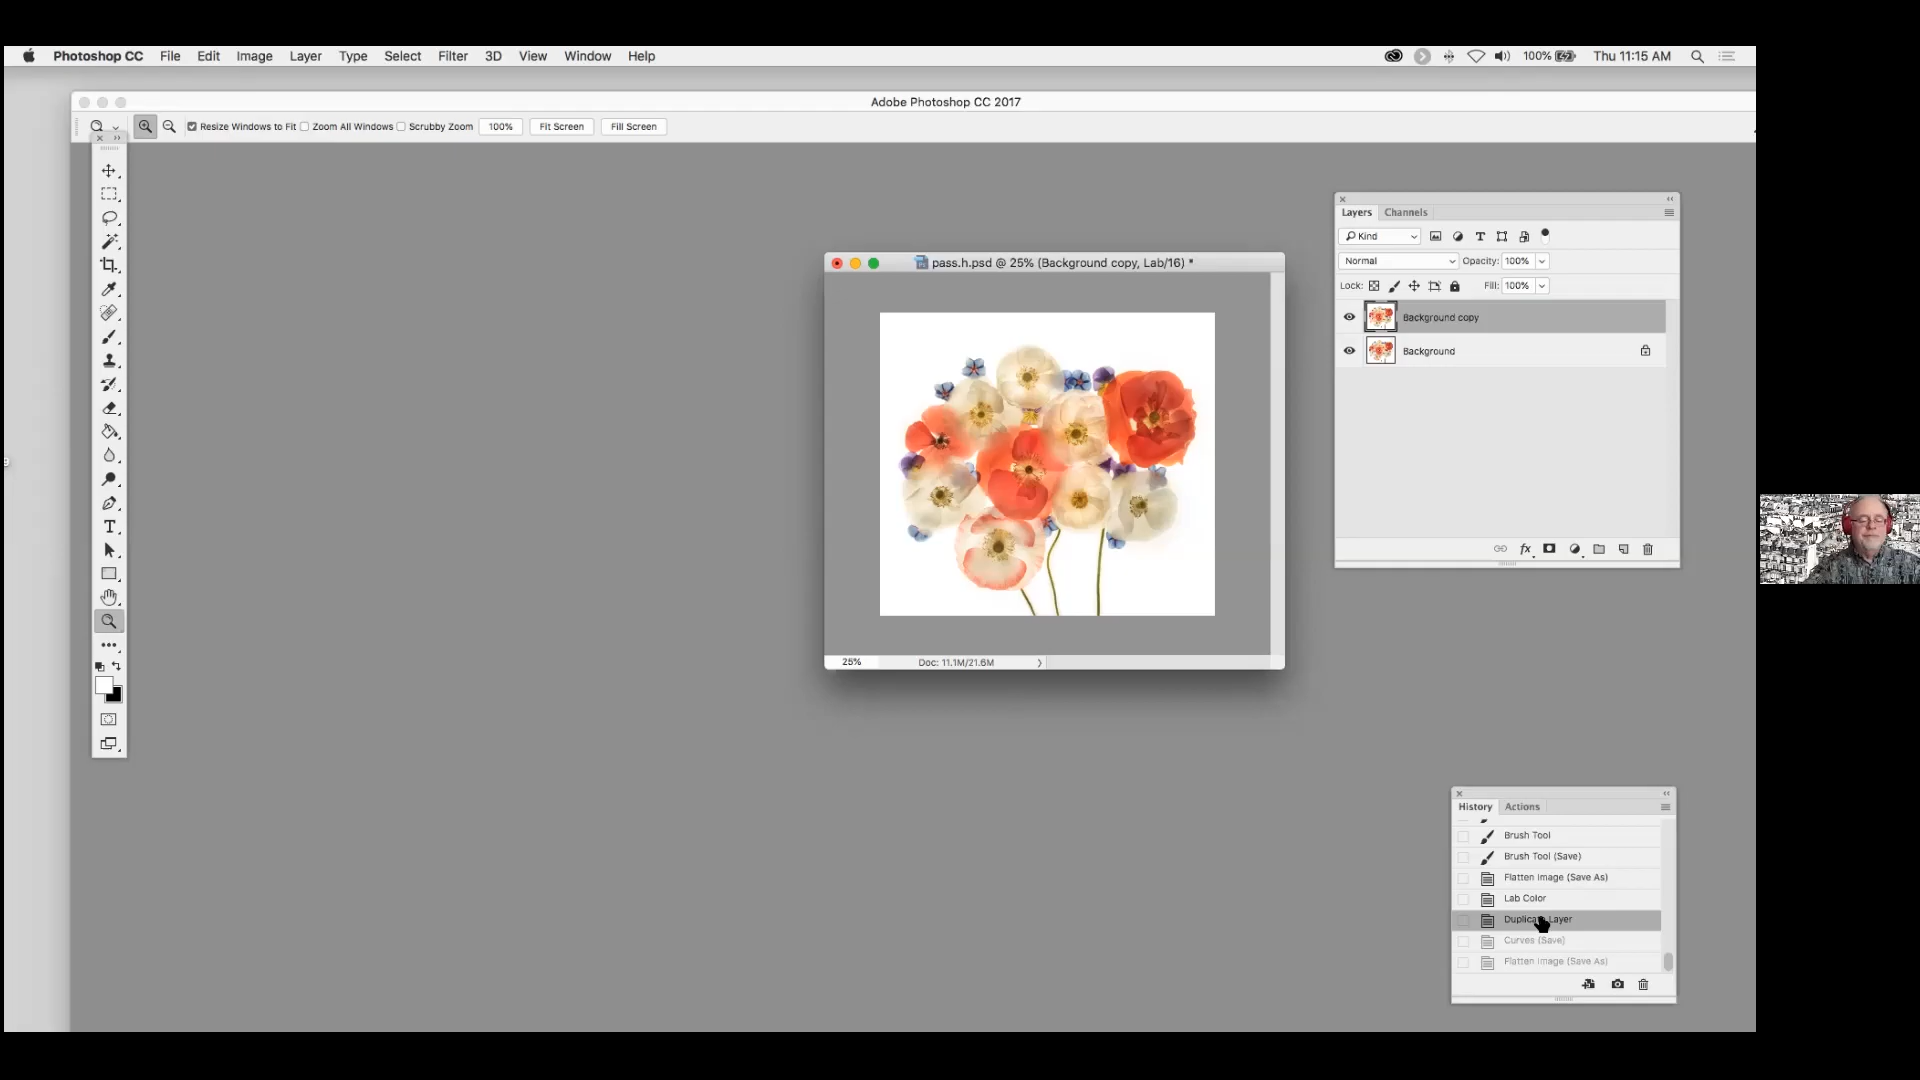 Photoshop CC File Edit Image Layer Type Select Filter 3D View Window Help 100% Thu 11:15 AM
Adobe Photoshop CC 2017
Resize Windows to Fit Zoom All Windows Scrubby Zoom 100% Fit Screen Fill Screen
Layers Channels
Kind
pass.h.psd @ 25% (Background copy, Lab/16) *
Normal Opacity: 100%
Lock: Fill: 100%
Background copy
Background
fx
25% Doc: 11.1M/21.6M
History Actions
Brush Tool
Brush Tool (Save)
Flatten Image (Save As)
Lab Color
Duplicate Layer
Curves (Save)
Flatten Image (Save As)